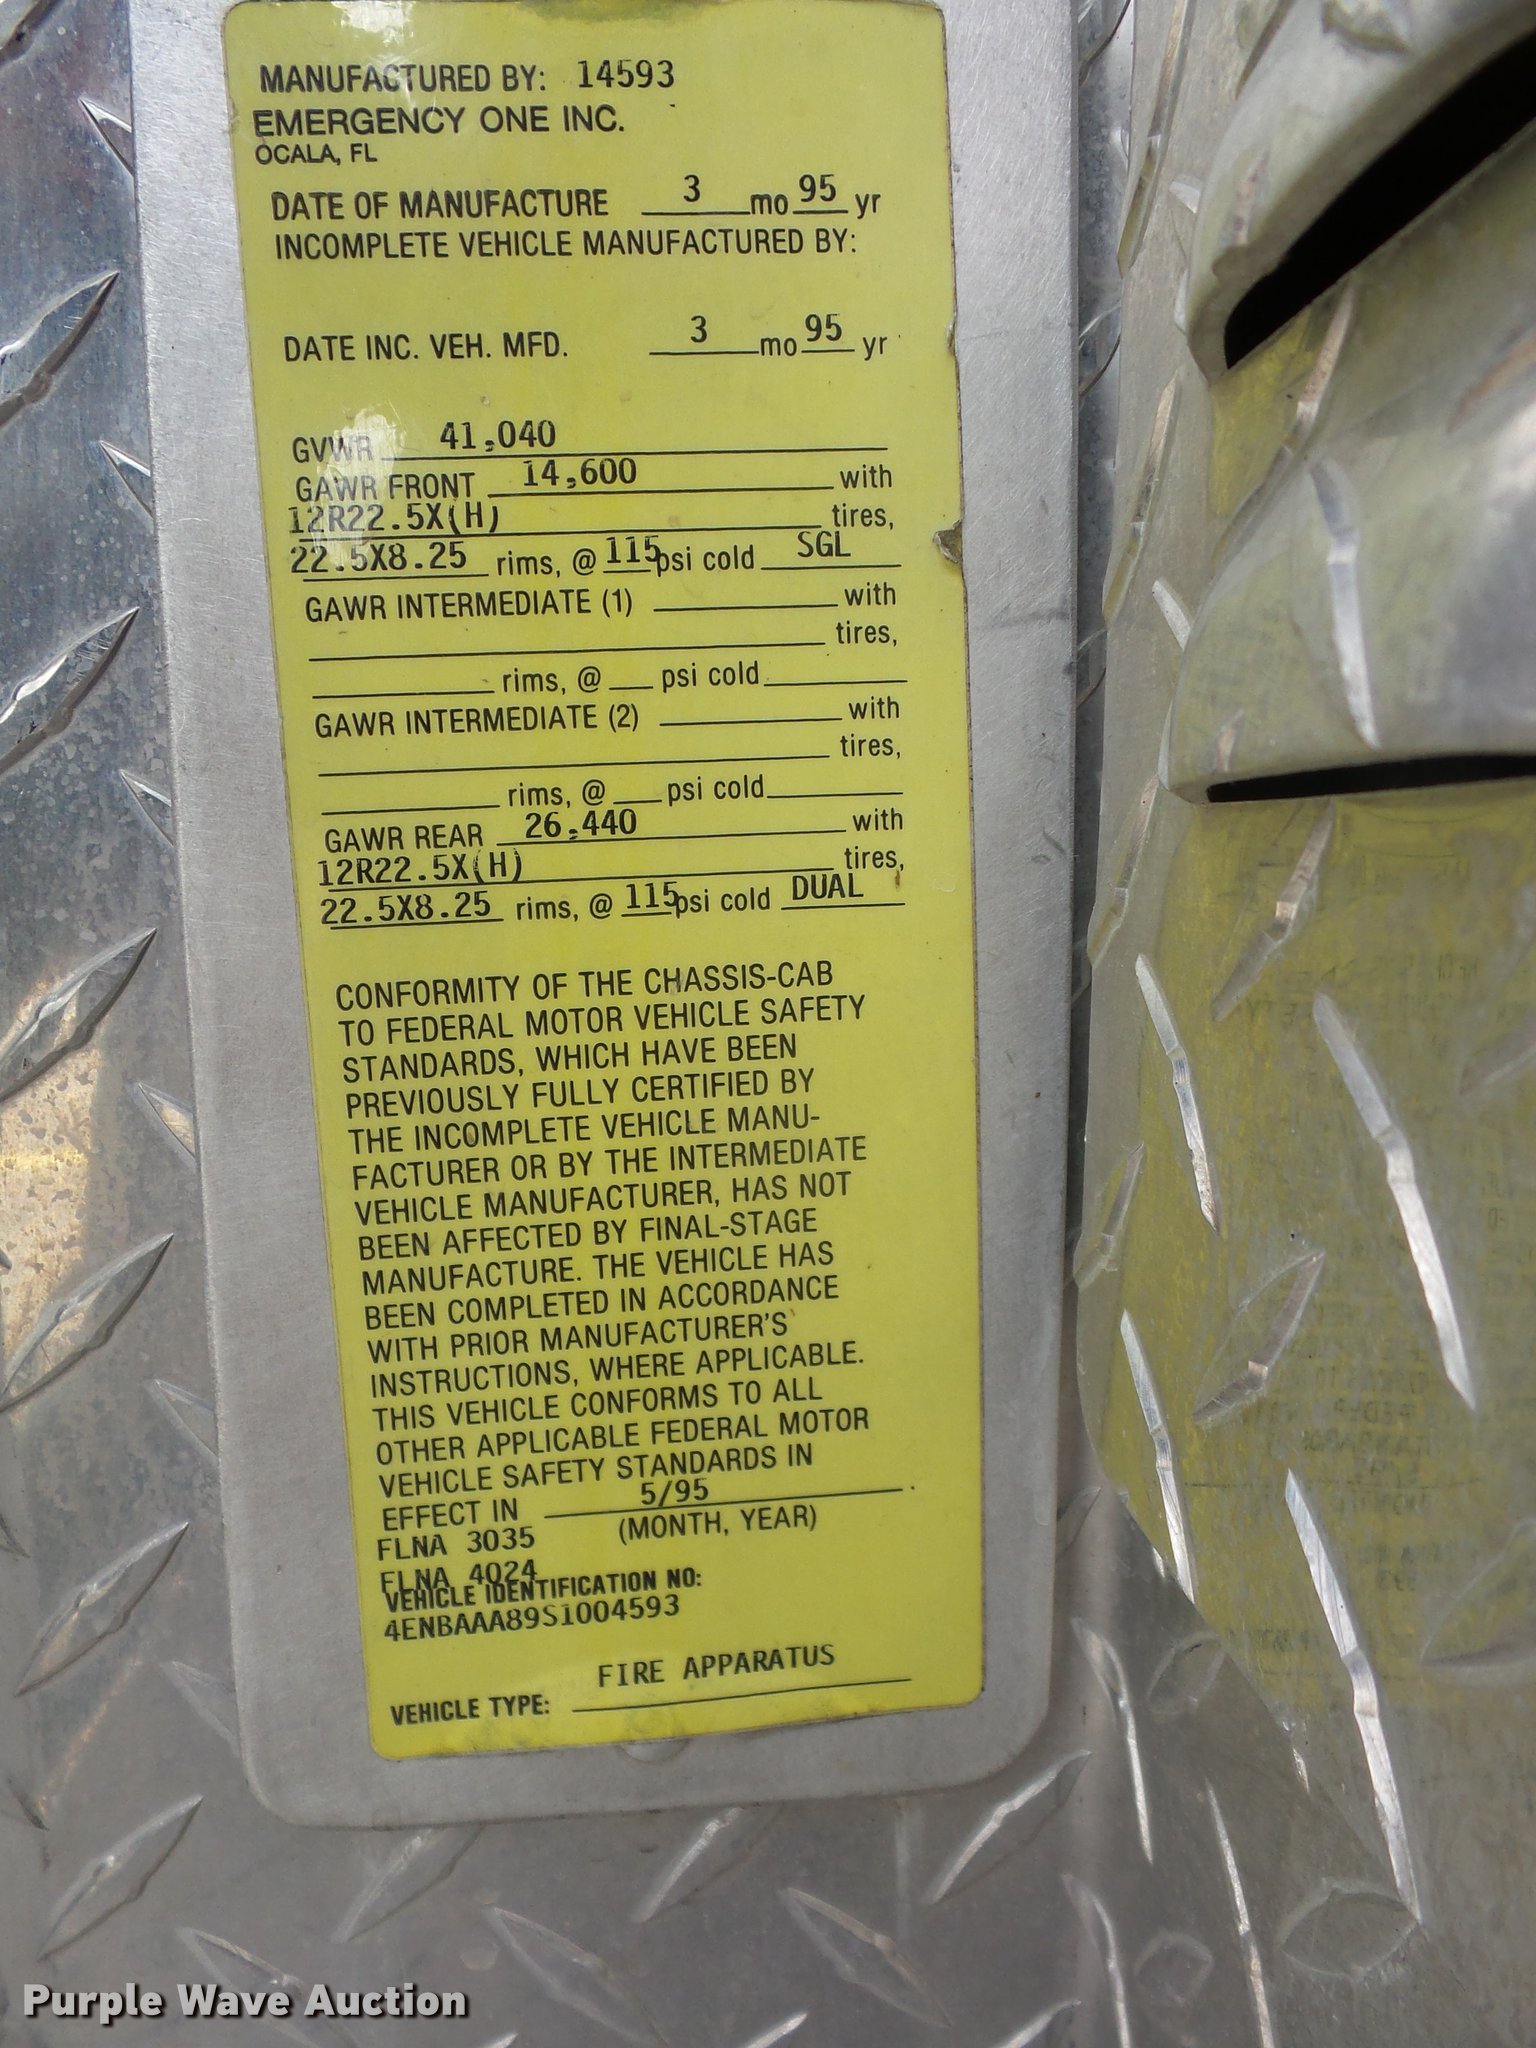 MANUFACTURED BY: 14593
EMERGENCY ONE INC.
OCALA, FL
DATE OF MANUFACTURE 3 mo 95 yr
INCOMPLETE VEHICLE MANUFACTURED BY:
DATE INC. VEH. MFD. 3 mo 95 yr
GVWR 41,040
GAWR FRONT 14,600 with
12R22.5X(H) tires,
22.5X8.25 rims, @ 115 psi cold SGL
GAWR INTERMEDIATE (1) with
tires,
rims, @ psi cold
GAWR INTERMEDIATE (2) with
tires,
rims, @ psi cold
GAWR REAR 26,440 with
12R22.5X(H) tires,
22.5X8.25 rims, @ 115 psi cold DUAL
CONFORMITY OF THE CHASSIS-CAB
TO FEDERAL MOTOR VEHICLE SAFETY
STANDARDS, WHICH HAVE BEEN
PREVIOUSLY FULLY CERTIFIED BY
THE INCOMPLETE VEHICLE MANU-
FACTURER OR BY THE INTERMEDIATE
VEHICLE MANUFACTURER, HAS NOT
BEEN AFFECTED BY FINAL-STAGE
MANUFACTURE. THE VEHICLE HAS
BEEN COMPLETED IN ACCORDANCE
WITH PRIOR MANUFACTURER'S
INSTRUCTIONS, WHERE APPLICABLE.
THIS VEHICLE CONFORMS TO ALL
OTHER APPLICABLE FEDERAL MOTOR
VEHICLE SAFETY STANDARDS IN
EFFECT IN 5/95.
FLNA 3035 (MONTH, YEAR)
FLNA 4024
VEHICLE IDENTIFICATION NO:
4ENBAAA89S1004593
VEHICLE TYPE: FIRE APPARATUS
Purple Wave Auction